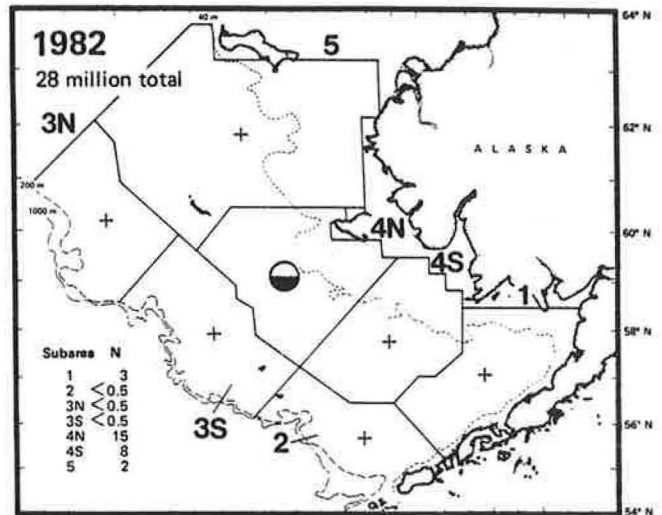 40 m
64° N
1982
5
28 million total
3N
62° N
ALASKA
200 m
1000 m
4N
60° N
4S
1
58° N
Subarea N
1 3
2 <0.5
3N <0.5
3S <0.5
4N 15
4S 8
5 2
3S
2
56° N
54° N